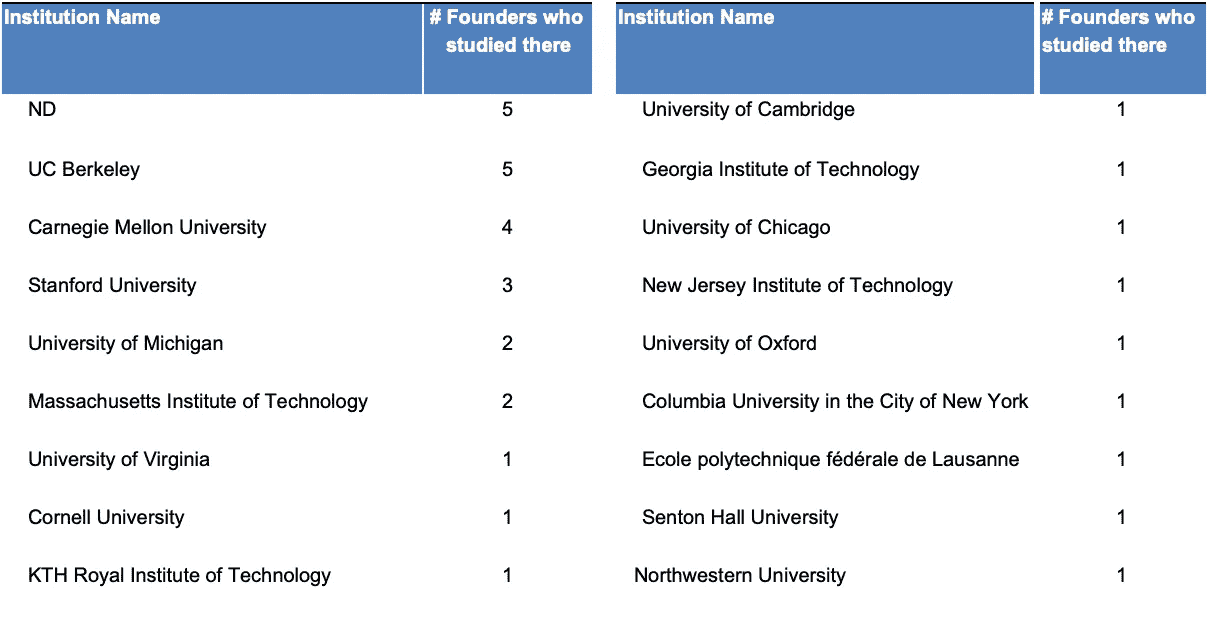 Institution Name
# Founders who
studied there
ND 5
UC Berkeley 5
Carnegie Mellon University 4
Stanford University 3
University of Michigan 2
Massachusetts Institute of Technology 2
University of Virginia 1
Cornell University 1
KTH Royal Institute of Technology 1
Institution Name
# Founders who
studied there
University of Cambridge 1
Georgia Institute of Technology 1
University of Chicago 1
New Jersey Institute of Technology 1
University of Oxford 1
Columbia University in the City of New York 1
Ecole polytechnique fédérale de Lausanne 1
Senton Hall University 1
Northwestern University 1